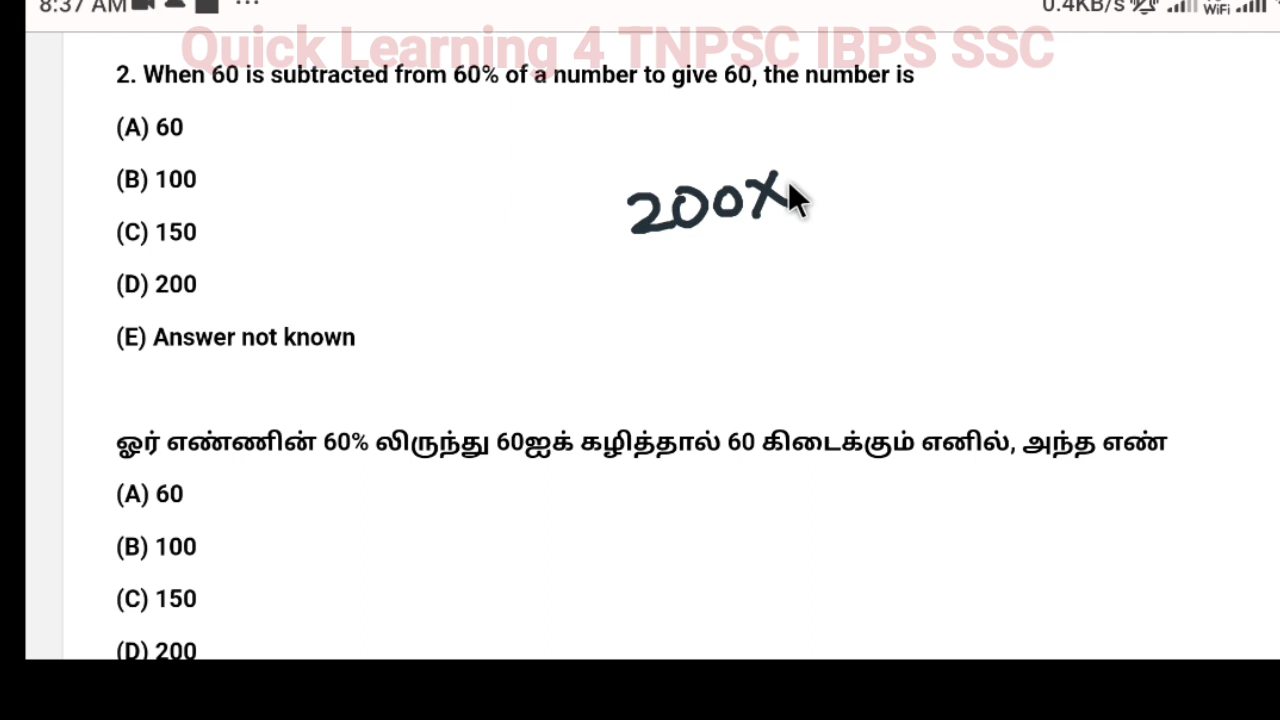 8:37 AM ...
0.4KB/s WiFi
Quick Learning 4 TNPSC IBPS SSC
2. When 60 is subtracted from 60% of a number to give 60, the number is
(A) 60
(B) 100
200X
(C) 150
(D) 200
(E) Answer not known
ஓர் எண்ணின் 60% லிருந்து 60ஐக் கழித்தால் 60 கிடைக்கும் எனில், அந்த எண்
(A) 60
(B) 100
(C) 150
(D) 200